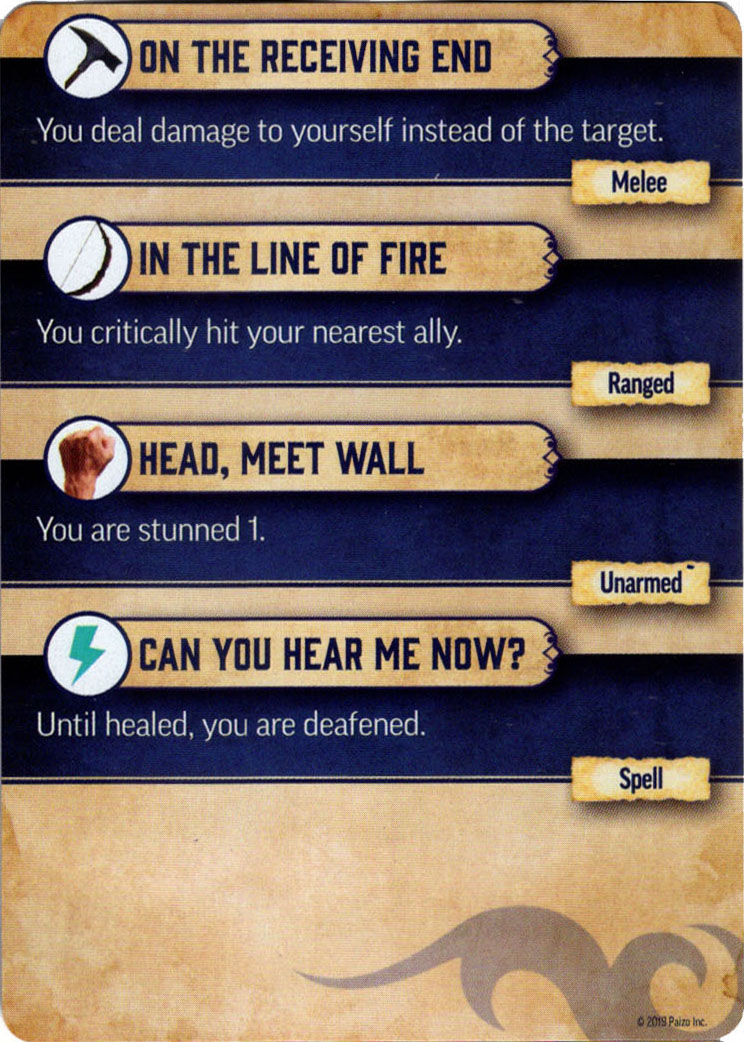 ON THE RECEIVING END
You deal damage to yourself instead of the target.
Melee
IN THE LINE OF FIRE
You critically hit your nearest ally.
Ranged
HEAD, MEET WALL
You are stunned 1.
Unarmed
CAN YOU HEAR ME NOW?
Until healed, you are deafened.
Spell
© 2019 Paizo Inc.